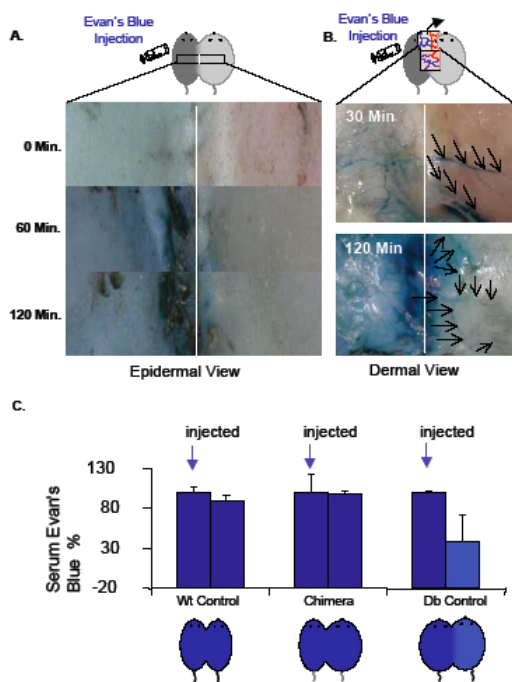 A.
Evan's Blue
Injection
0 Min.
60 Min.
120 Min.
Epidermal View
B.
Evan's Blue
Injection
30 Min
120 Min
Dermal View
C.
injected
injected
injected
Serum Evan's
Blue %
130
80
30
-20
Wt Control
Chimera
Db Control